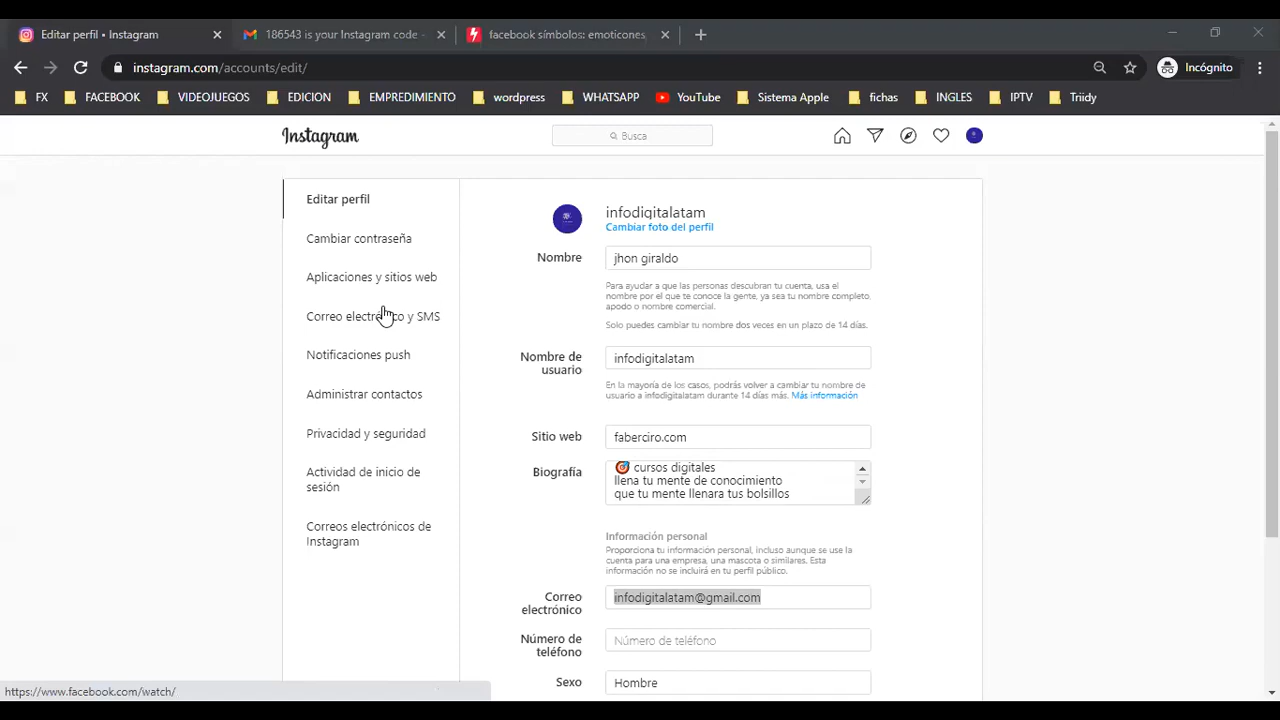 Editar perfil • Instagram
186543 is your Instagram code -
facebook símbolos: emoticones,
instagram.com/accounts/edit/
Incógnito
FX
FACEBOOK
VIDEOJUEGOS
EDICION
EMPREDIMIENTO
wordpress
WHATSAPP
YouTube
Sistema Apple
fichas
INGLES
IPTV
Triidy
Instagram
Busca
Editar perfil
Cambiar contraseña
Aplicaciones y sitios web
Correo electrónico y SMS
Notificaciones push
Administrar contactos
Privacidad y seguridad
Actividad de inicio de
sesión
Correos electrónicos de
Instagram
infodigitalatam
Cambiar foto del perfil
Nombre
jhon giraldo
Para ayudar a que las personas descubran tu cuenta, usa el
nombre por el que te conoce la gente, ya sea tu nombre completo,
apodo o nombre comercial.
Solo puedes cambiar tu nombre dos veces en un plazo de 14 días.
Nombre de
usuario
infodigitalatam
En la mayoría de los casos, podrás volver a cambiar tu nombre de
usuario a infodigitalatam durante 14 días más. Más información
Sitio web
faberciro.com
Biografía
🎯 cursos digitales
llena tu mente de conocimiento
que tu mente llenara tus bolsillos
Información personal
Proporciona tu información personal, incluso aunque se use la
cuenta para una empresa, una mascota o similares. Esta
información no se incluirá en tu perfil público.
Correo
electrónico
infodigitalatam@gmail.com
Número de
teléfono
Número de teléfono
Sexo
Hombre
https://www.facebook.com/watch/